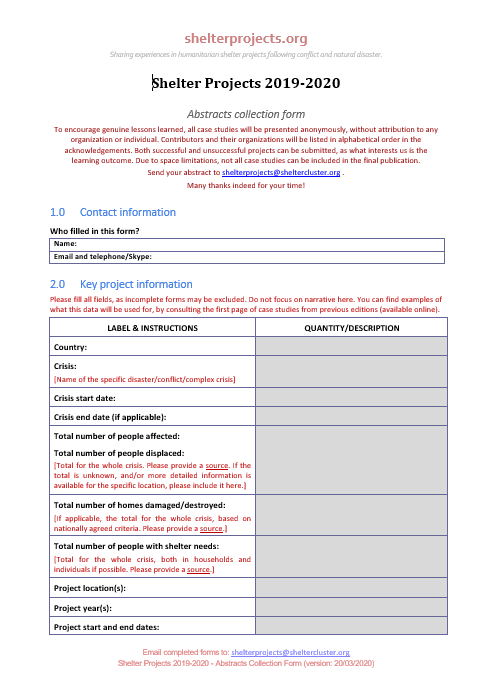 shelterprojects.org
Sharing experiences in humanitarian shelter projects following conflict and natural disaster.
Shelter Projects 2019-2020
Abstracts collection form
To encourage genuine lessons learned, all case studies will be presented anonymously, without attribution to any
organization or individual. Contributors and their organizations will be listed in alphabetical order in the
acknowledgements. Both successful and unsuccessful projects can be submitted, as what interests us is the
learning outcome. Due to space limitations, not all case studies can be included in the final publication.
Send your abstract to shelterprojects@sheltercluster.org .
Many thanks indeed for your time!
1.0 Contact information
Who filled in this form?
Name:
Email and telephone/Skype:
2.0 Key project information
Please fill all fields, as incomplete forms may be excluded. Do not focus on narrative here. You can find examples of
what this data will be used for, by consulting the first page of case studies from previous editions (available online).
LABEL & INSTRUCTIONS QUANTITY/DESCRIPTION
Country:
Crisis:
[Name of the specific disaster/conflict/complex crisis]
Crisis start date:
Crisis end date (if applicable):
Total number of people affected:
Total number of people displaced:
[Total for the whole crisis. Please provide a source. If the
total is unknown, and/or more detailed information is
available for the specific location, please include it here.]
Total number of homes damaged/destroyed:
[If applicable, the total for the whole crisis, based on
nationally agreed criteria. Please provide a source.]
Total number of people with shelter needs:
[Total for the whole crisis, both in households and
individuals if possible. Please provide a source.]
Project location(s):
Project year(s):
Project start and end dates:
Email completed forms to: shelterprojects@sheltercluster.org
Shelter Projects 2019-2020 - Abstracts Collection Form (version: 20/03/2020)